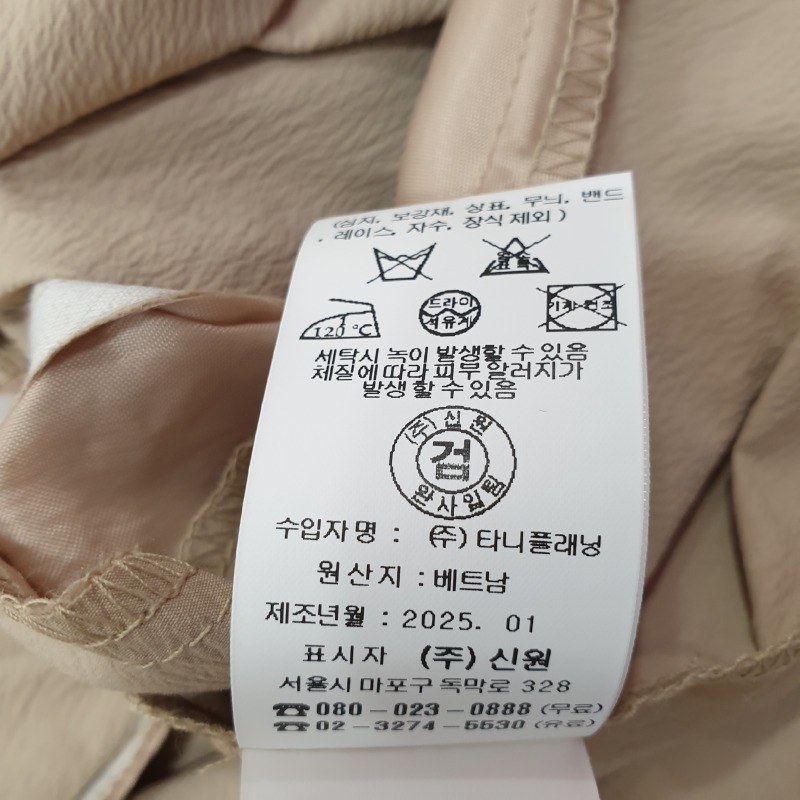 (심지, 보강재, 상표, 무늬, 밴드
, 레이스, 자수, 장식 제외)
염소
표백
120 ℃
드라이
석유계
기계 건조
세탁시 녹이 발생할 수 있음
체질에 따라 피부 알러지가
발생 할 수 있음
(주) 신원
검
완사입팀
수입자명 : (주) 타니플래닝
원산지 : 베트남
제조년월 : 2025. 01
표시자 (주) 신원
서울시 마포구 독막로 328
☎ 080 - 023 - 0888 (무료)
☎ 02 - 3274 - 5530 (유료)